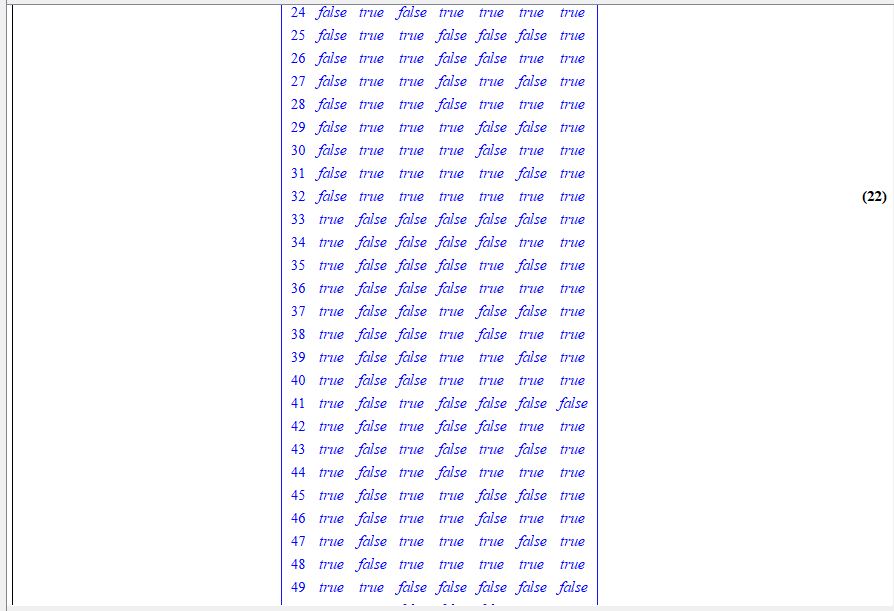 24 false true false true true true true
25 false true true false false false true
26 false true true false false true true
27 false true true false true false true
28 false true true false true true true
29 false true true true false false true
30 false true true true false true true
31 false true true true true false true
32 false true true true true true true (22)
33 true false false false false false true
34 true false false false false true true
35 true false false false true false true
36 true false false false true true true
37 true false false true false false true
38 true false false true false true true
39 true false false true true false true
40 true false false true true true true
41 true false true false false false false
42 true false true false false true true
43 true false true false true false true
44 true false true false true true true
45 true false true true false false true
46 true false true true false true true
47 true false true true true false true
48 true false true true true true true
49 true true false false false false false